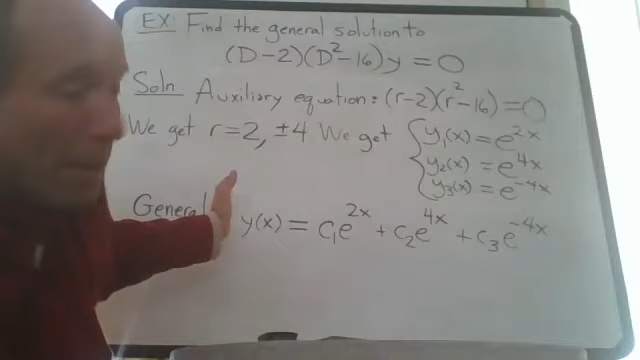 EX: Find the general solution to
(D-2)(D²-16)y=0
Soln Auxiliary equation: (r-2)(r²-16)=0
We get r=2, ±4 We get { y₁(x) = e^{2x}
y₂(x) = e^{4x}
y₃(x) = e^{-4x}
General
y(x) = c₁e^{2x} + c₂e^{4x} + c₃e^{-4x}